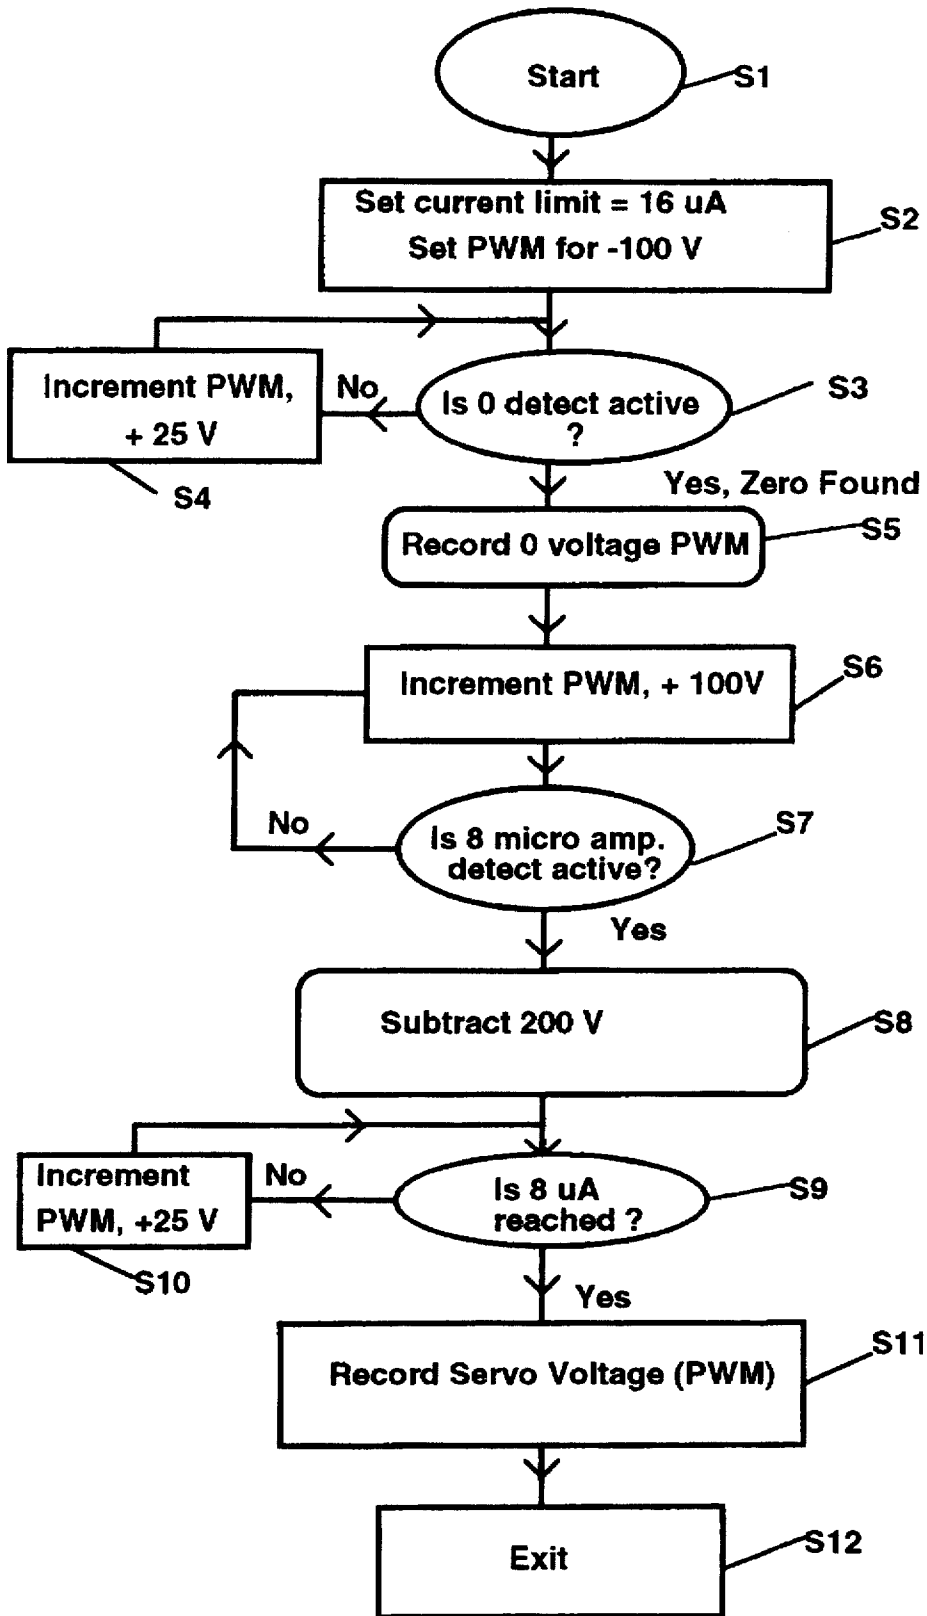 Start
S1
Set current limit = 16 uA
Set PWM for -100 V
S2
Increment PWM,
+ 25 V
S4
No
Is 0 detect active
?
S3
Yes, Zero Found
Record 0 voltage PWM
S5
Increment PWM, + 100V
S6
No
Is 8 micro amp.
detect active?
S7
Yes
Subtract 200 V
S8
Increment
PWM, +25 V
S10
No
Is 8 uA
reached ?
S9
Yes
Record Servo Voltage (PWM)
S11
Exit
S12